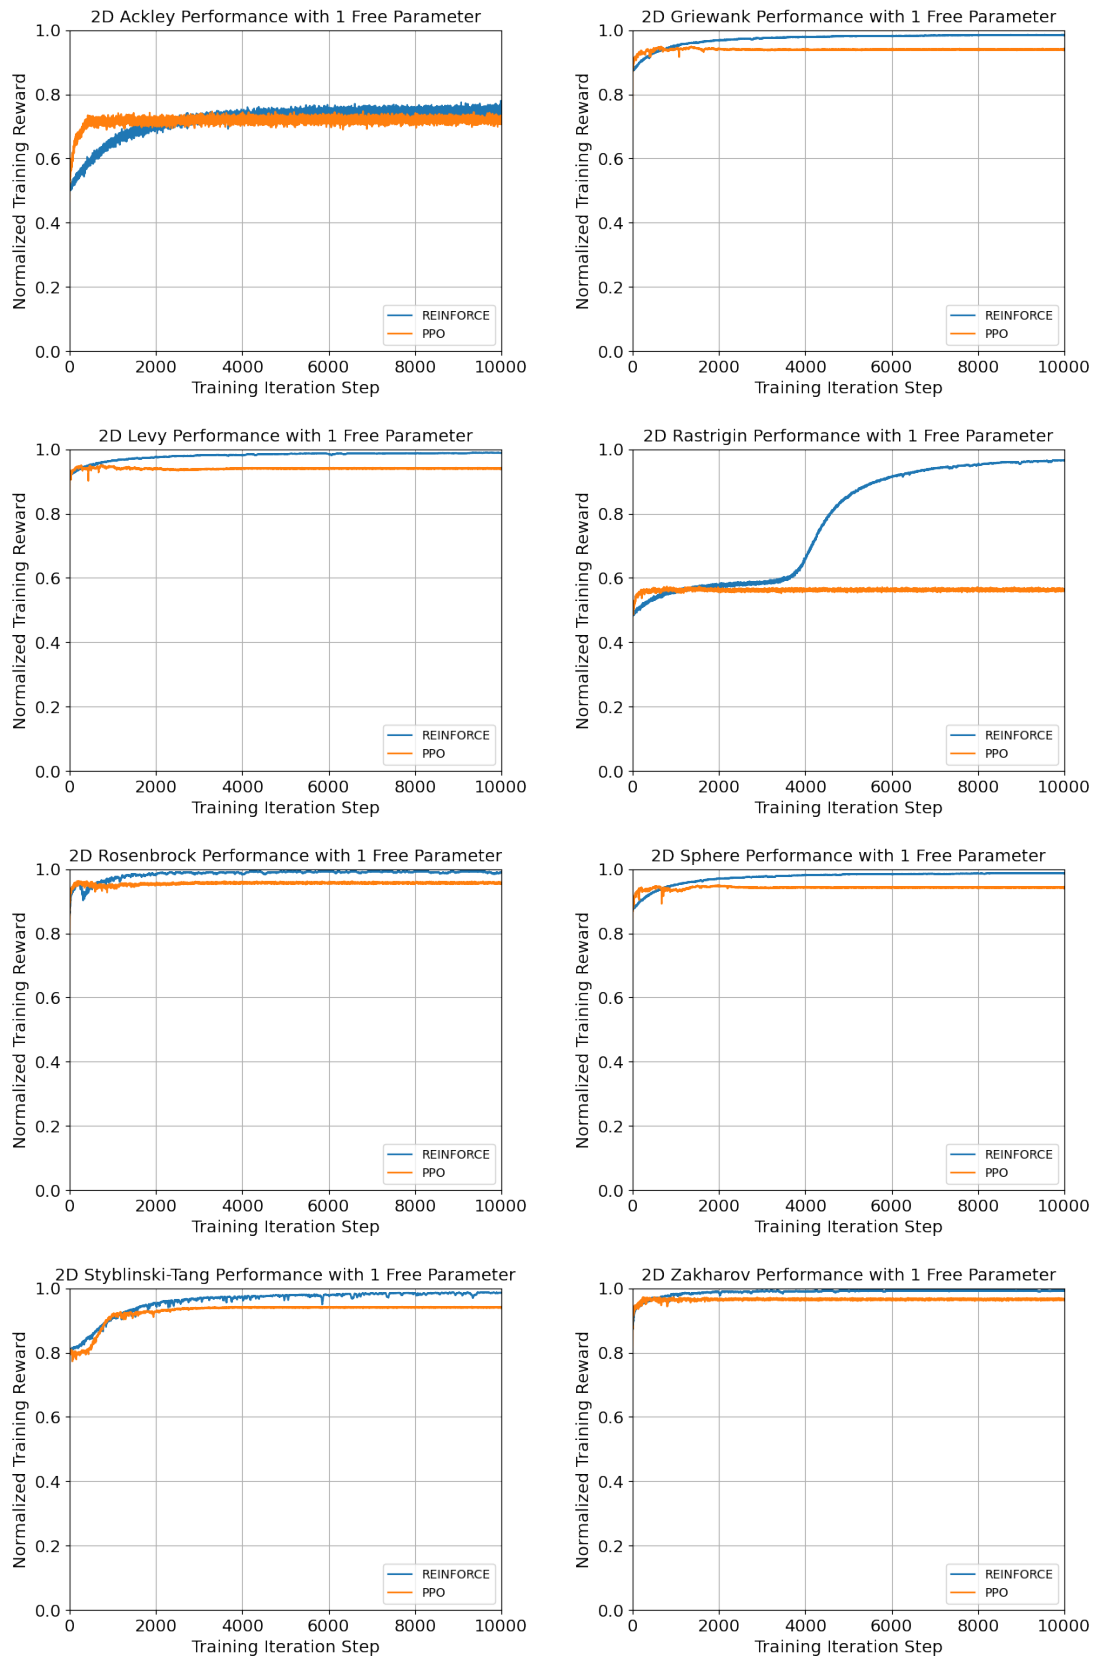 2D Ackley Performance with 1 Free Parameter
Normalized Training Reward
1.0
0.8
0.6
0.4
0.2
0.0
0 2000 4000 6000 8000 10000
Training Iteration Step
REINFORCE
PPO
2D Griewank Performance with 1 Free Parameter
Normalized Training Reward
1.0
0.8
0.6
0.4
0.2
0.0
0 2000 4000 6000 8000 10000
Training Iteration Step
REINFORCE
PPO
2D Levy Performance with 1 Free Parameter
Normalized Training Reward
1.0
0.8
0.6
0.4
0.2
0.0
0 2000 4000 6000 8000 10000
Training Iteration Step
REINFORCE
PPO
2D Rastrigin Performance with 1 Free Parameter
Normalized Training Reward
1.0
0.8
0.6
0.4
0.2
0.0
0 2000 4000 6000 8000 10000
Training Iteration Step
REINFORCE
PPO
2D Rosenbrock Performance with 1 Free Parameter
Normalized Training Reward
1.0
0.8
0.6
0.4
0.2
0.0
0 2000 4000 6000 8000 10000
Training Iteration Step
REINFORCE
PPO
2D Sphere Performance with 1 Free Parameter
Normalized Training Reward
1.0
0.8
0.6
0.4
0.2
0.0
0 2000 4000 6000 8000 10000
Training Iteration Step
REINFORCE
PPO
2D Styblinski-Tang Performance with 1 Free Parameter
Normalized Training Reward
1.0
0.8
0.6
0.4
0.2
0.0
0 2000 4000 6000 8000 10000
Training Iteration Step
REINFORCE
PPO
2D Zakharov Performance with 1 Free Parameter
Normalized Training Reward
1.0
0.8
0.6
0.4
0.2
0.0
0 2000 4000 6000 8000 10000
Training Iteration Step
REINFORCE
PPO